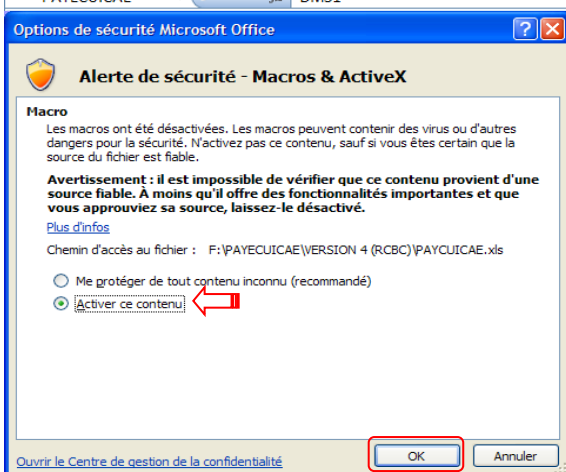 Options de sécurité Microsoft Office
Alerte de sécurité - Macros & ActiveX
Macro
Les macros ont été désactivées. Les macros peuvent contenir des virus ou d'autres
dangers pour la sécurité. N'activez pas ce contenu, sauf si vous êtes certain que la
source du fichier est fiable.
Avertissement : il est impossible de vérifier que ce contenu provient d'une
source fiable. À moins qu'il offre des fonctionnalités importantes et que
vous approuviez sa source, laissez-le désactivé.
Plus d'infos
Chemin d'accès au fichier : F:\PAYECUICAE\VERSION 4 (RCBC)\PAYCUICAE.xls
Me protéger de tout contenu inconnu (recommandé)
Activer ce contenu
Ouvrir le Centre de gestion de la confidentialité
OK
Annuler